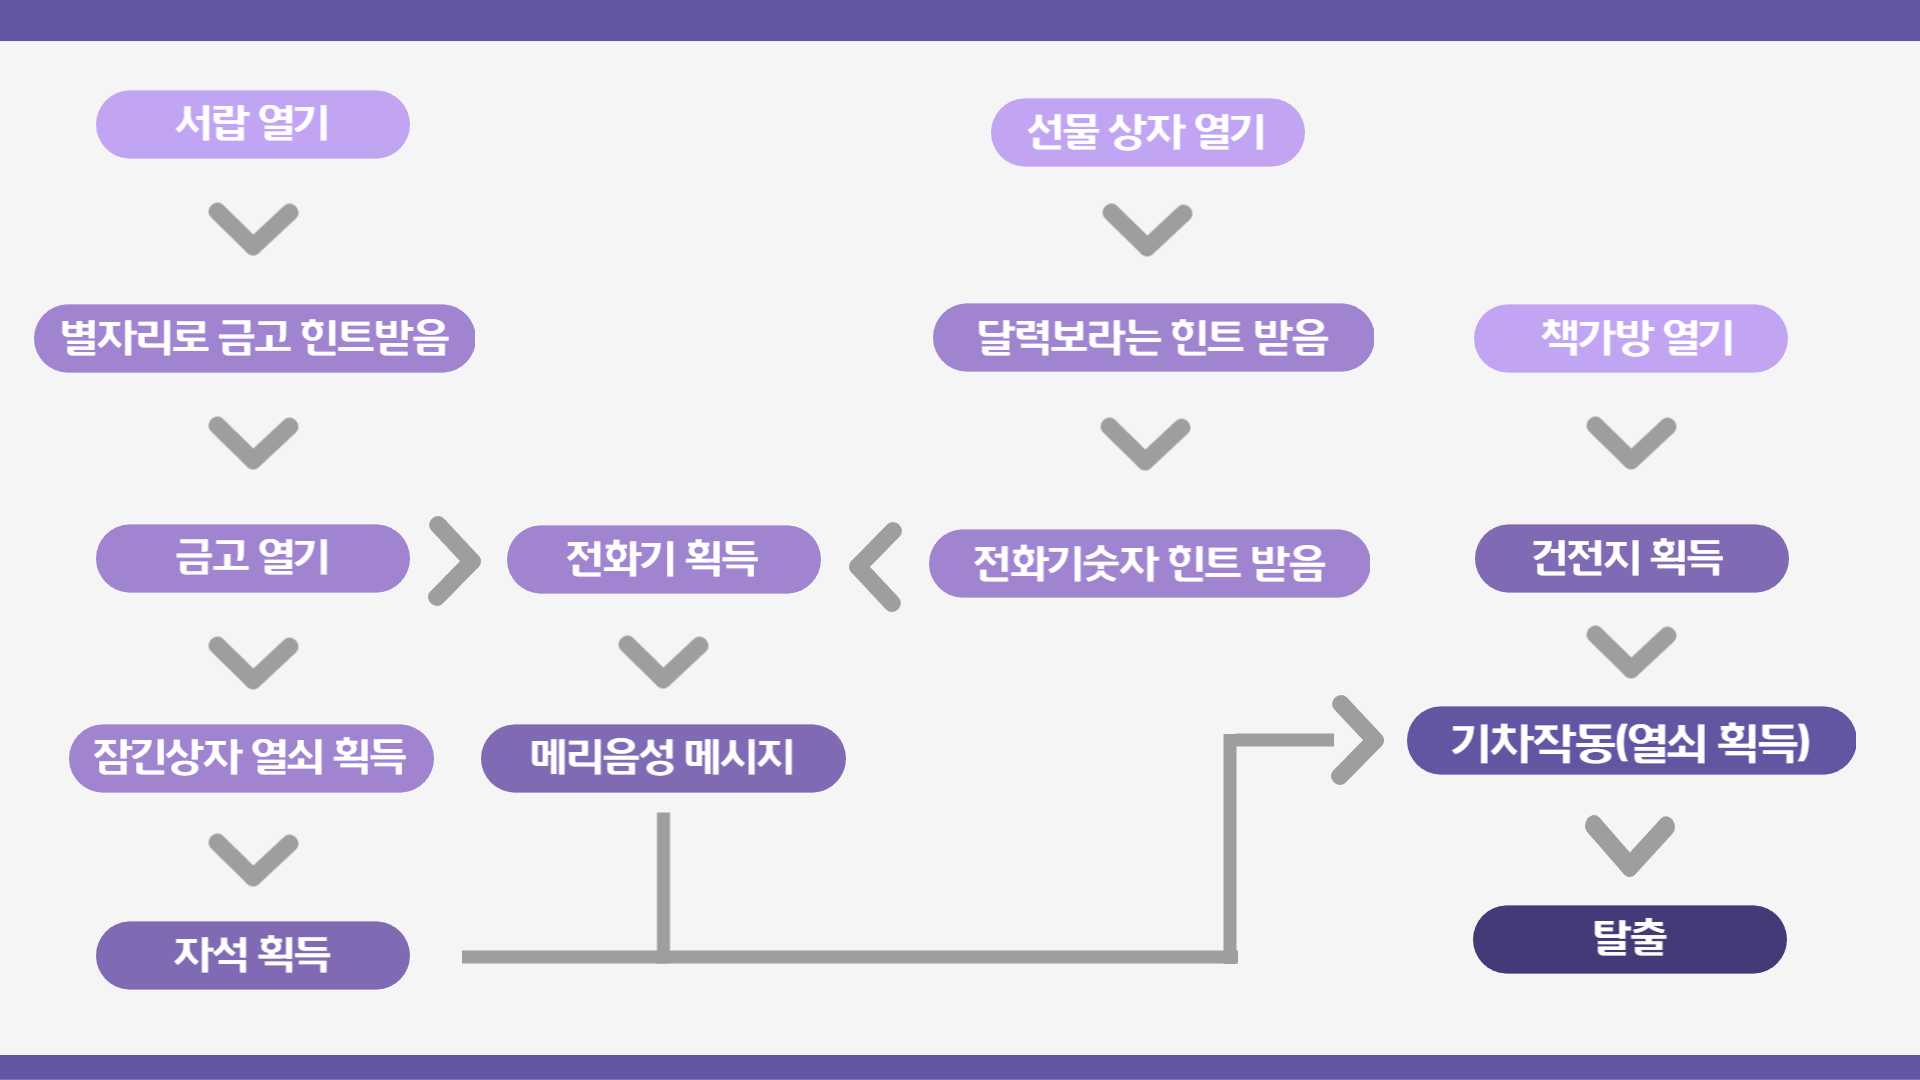 서랍 열기
선물 상자 열기
별자리로 금고 힌트받음
달력보라는 힌트 받음
책가방 열기
금고 열기
전화기 획득
전화기숫자 힌트 받음
건전지 획득
잠긴상자 열쇠 획득
메리음성 메시지
기차작동(열쇠 획득)
자석 획득
탈출